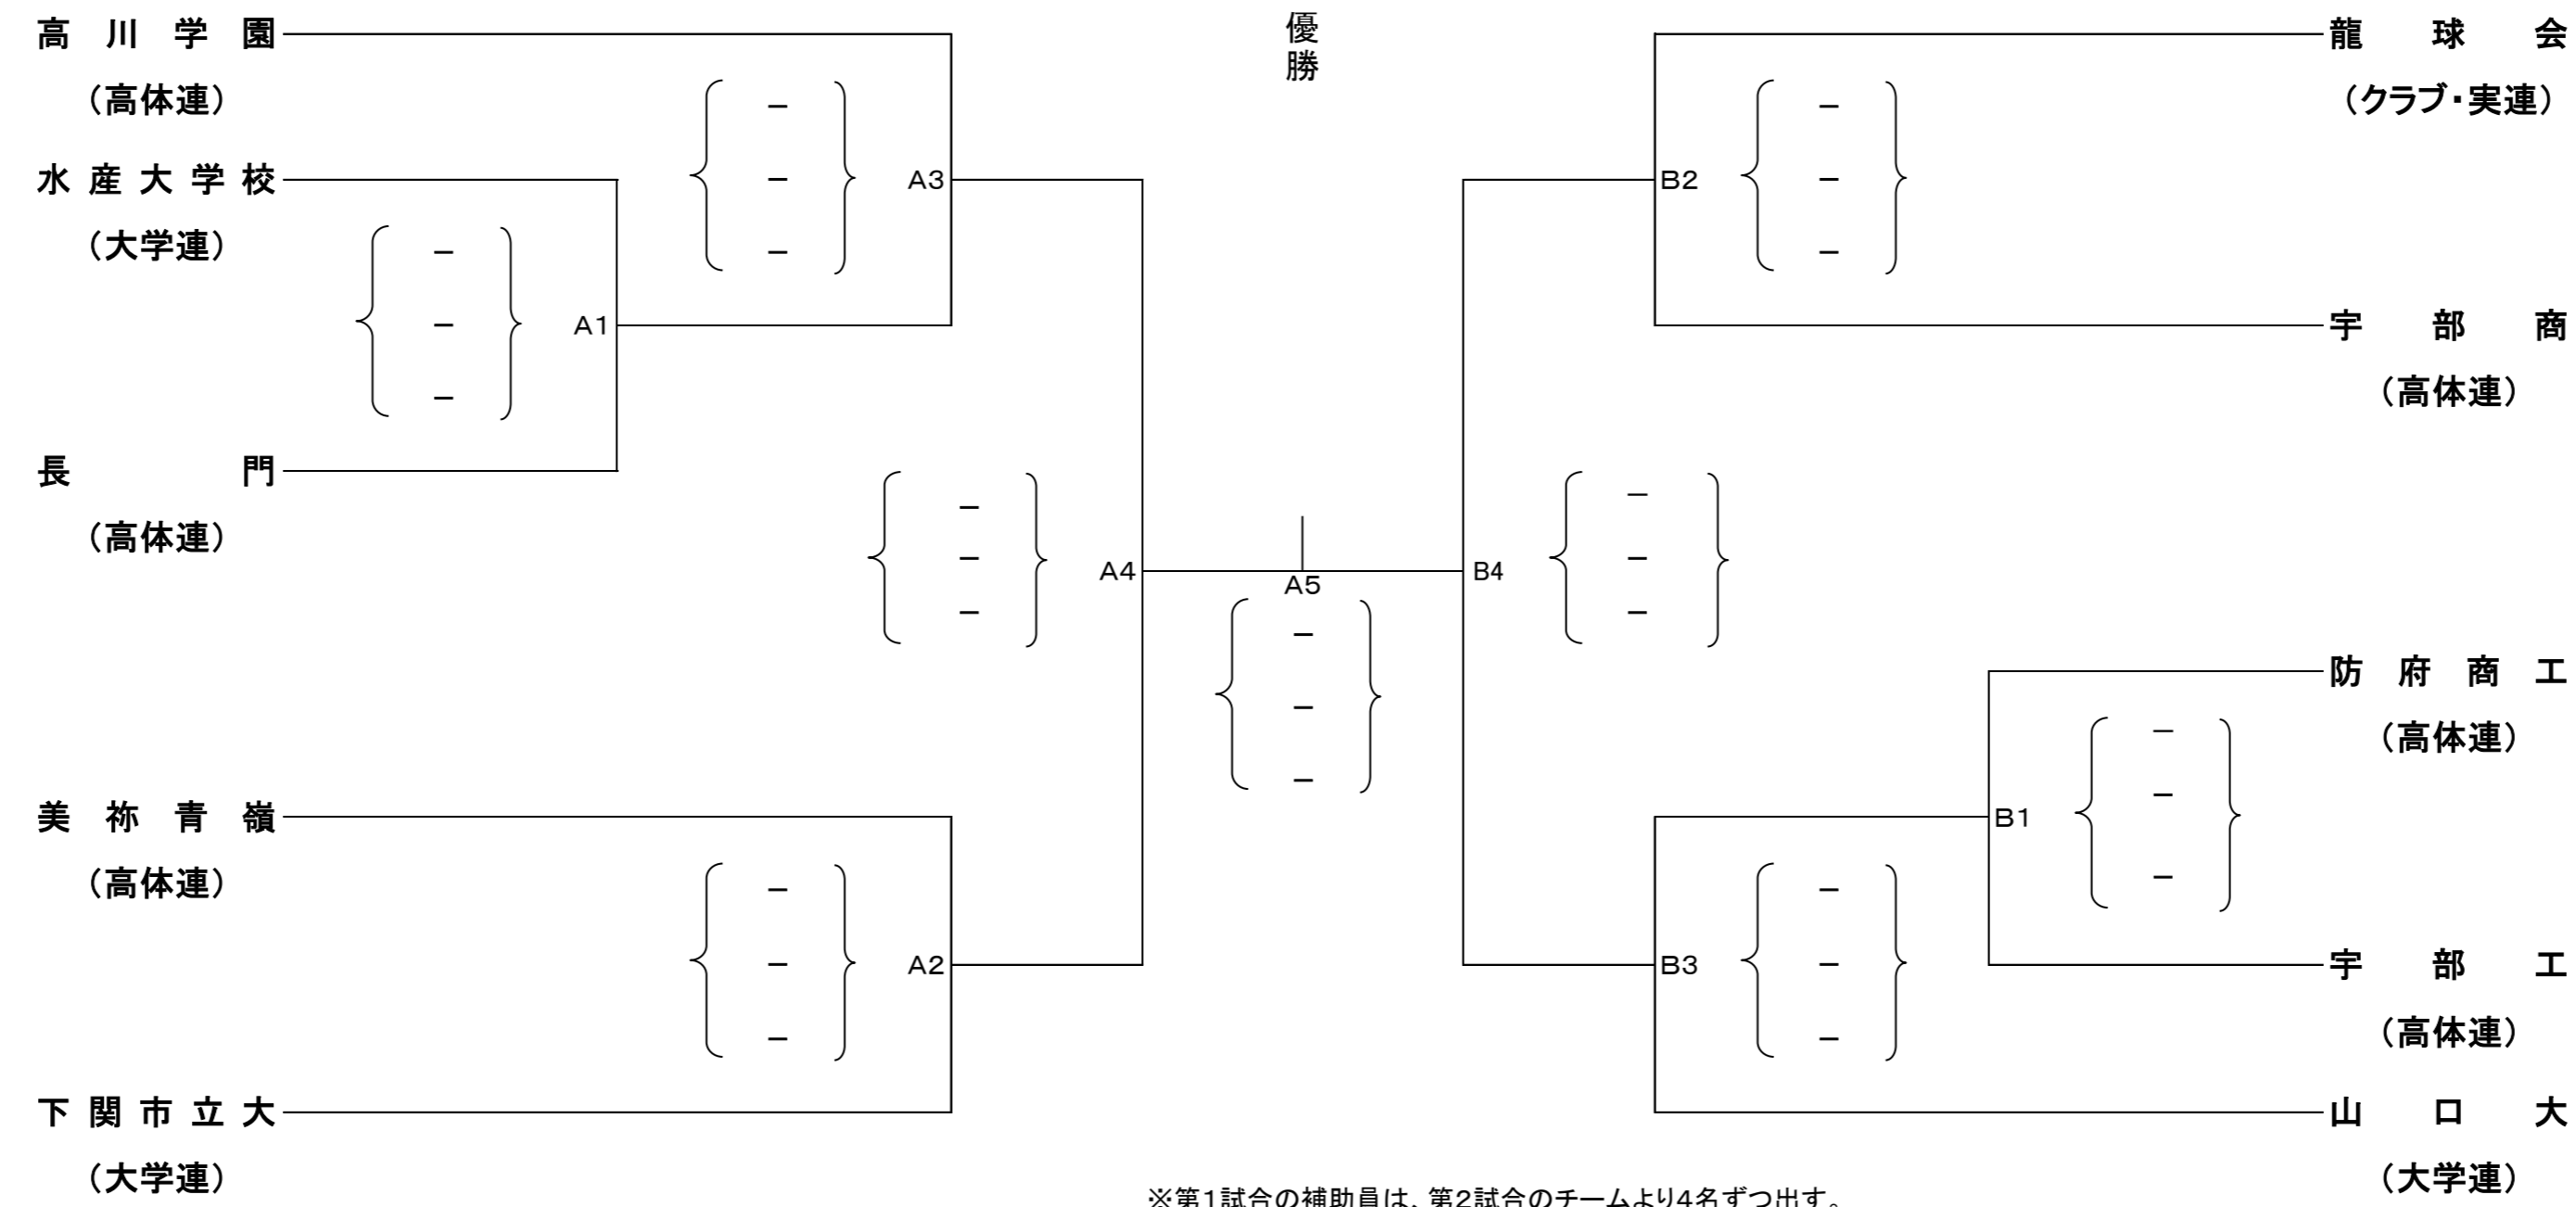 優勝
高川学園
（高体連）
水産大学校
（大学連）
長門
（高体連）
美祢青嶺
（高体連）
下関市立大
（大学連）
A1
－
－
－
A3
－
－
－
A2
－
－
－
A4
－
－
－
A5
－
－
－
B4
－
－
－
B2
－
－
－
B3
－
－
－
B1
－
－
－
龍球会
（クラブ・実連）
宇部商
（高体連）
防府商工
（高体連）
宇部工
（高体連）
山口大
（大学連）
※第1試合の補助員は、第2試合のチームより4名ずつ出す。